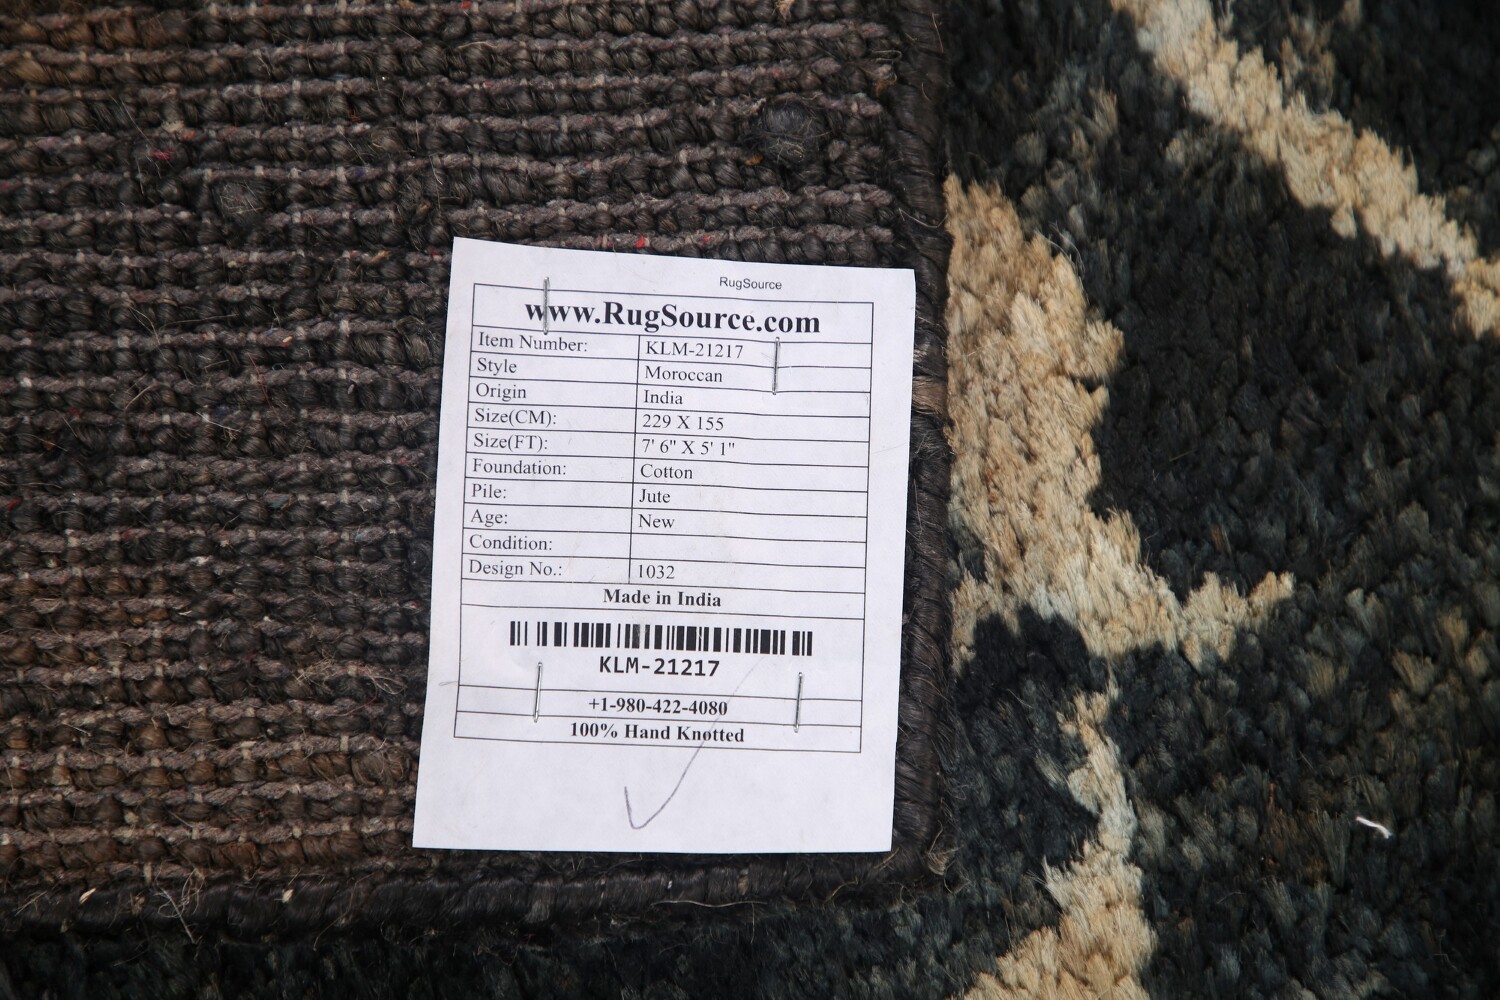 RugSource
www.RugSource.com
Item Number: KLM-21217
Style Moroccan
Origin India
Size(CM): 229 X 155
Size(FT): 7' 6" X 5' 1"
Foundation: Cotton
Pile: Jute
Age: New
Condition:
Design No.: 1032
Made in India
KLM-21217
+1-980-422-4080
100% Hand Knotted